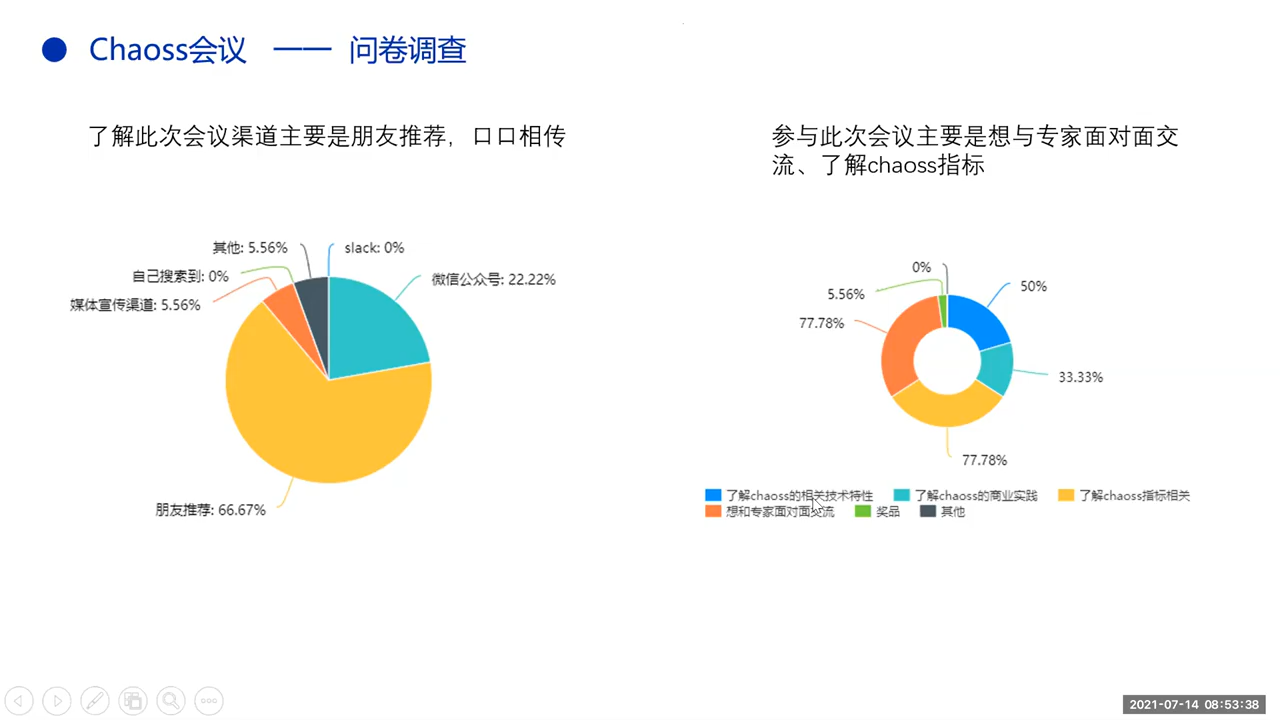 Chaoss会议 —— 问卷调查
了解此次会议渠道主要是朋友推荐，口口相传
参与此次会议主要是想与专家面对面交
流、了解chaoss指标
其他: 5.56%
slack: 0%
自己搜索到: 0%
微信公众号: 22.22%
媒体宣传渠道: 5.56%
朋友推荐: 66.67%
0%
50%
5.56%
77.78%
33.33%
77.78%
了解chaoss的相关技术特性 了解chaoss的商业实践 了解chaoss指标相关
想和专家面对面交流 奖品 其他
2021-07-14 08:53:38